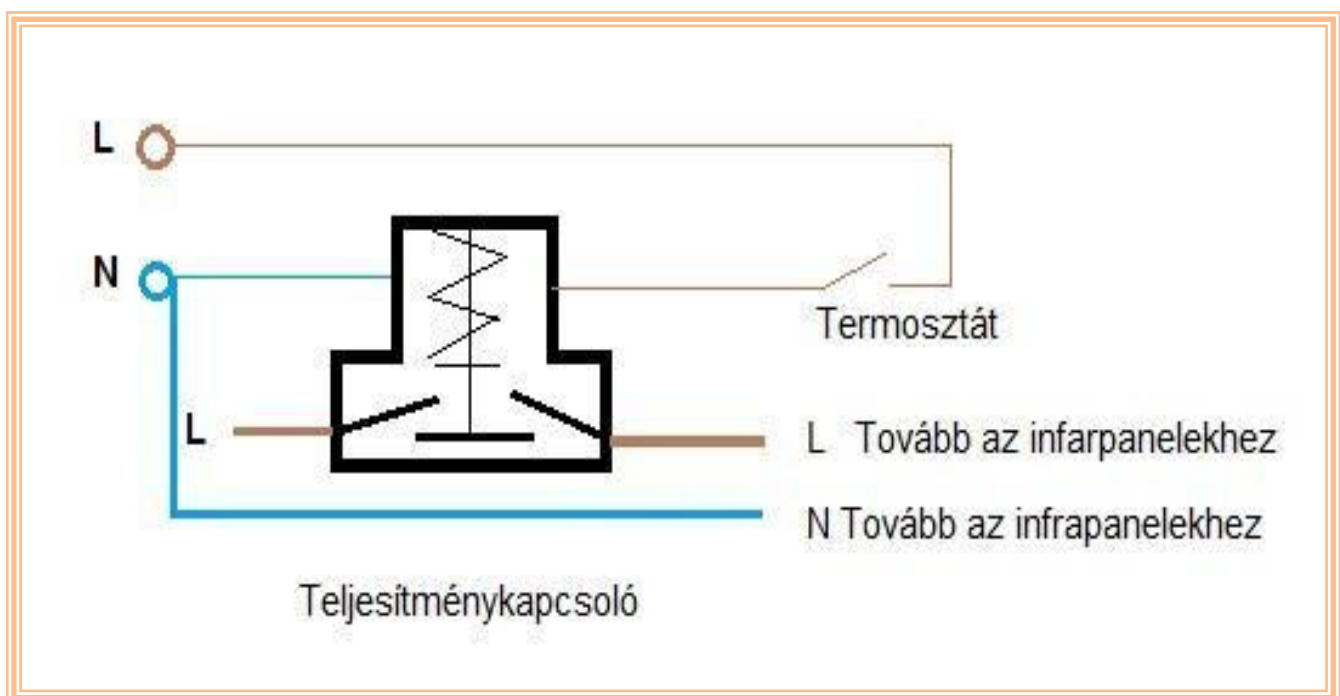 L
N
Termosztát
L
L Tovább az infarpanelekhez
N Tovább az infrapanelekhez
Teljesítménykapcsoló